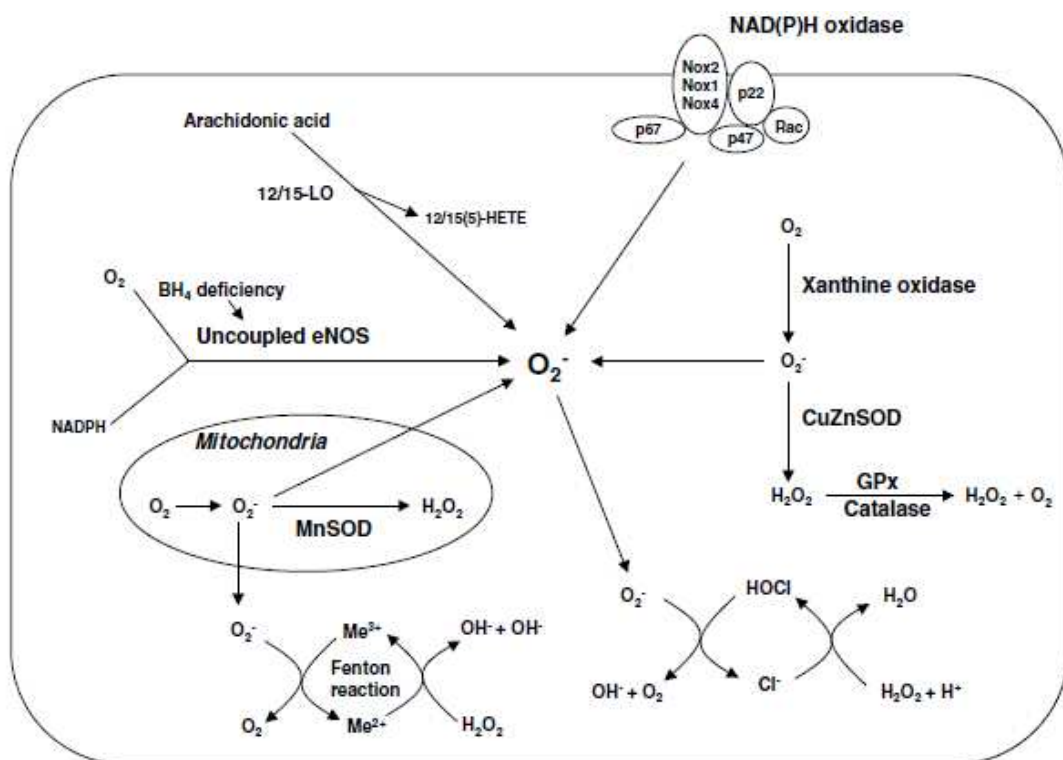 NAD(P)H oxidase
Nox2
Nox1
Nox4
p22
p67
p47
Rac
Arachidonic acid
12/15-LO
12/15(5)-HETE
O₂
Xanthine oxidase
O₂
BH₄ deficiency
Uncoupled eNOS
O₂⁻
O₂⁻
NADPH
CuZnSOD
Mitochondria
O₂
O₂⁻
H₂O₂
MnSOD
H₂O₂
GPx
Catalase
H₂O₂ + O₂
O₂⁻
HOCl
H₂O
OH⁻ + O₂
Cl⁻
H₂O₂ + H⁺
O₂⁻
Me³⁺
OH⁻ + OH⁻
Fenton
reaction
O₂
Me²⁺
H₂O₂